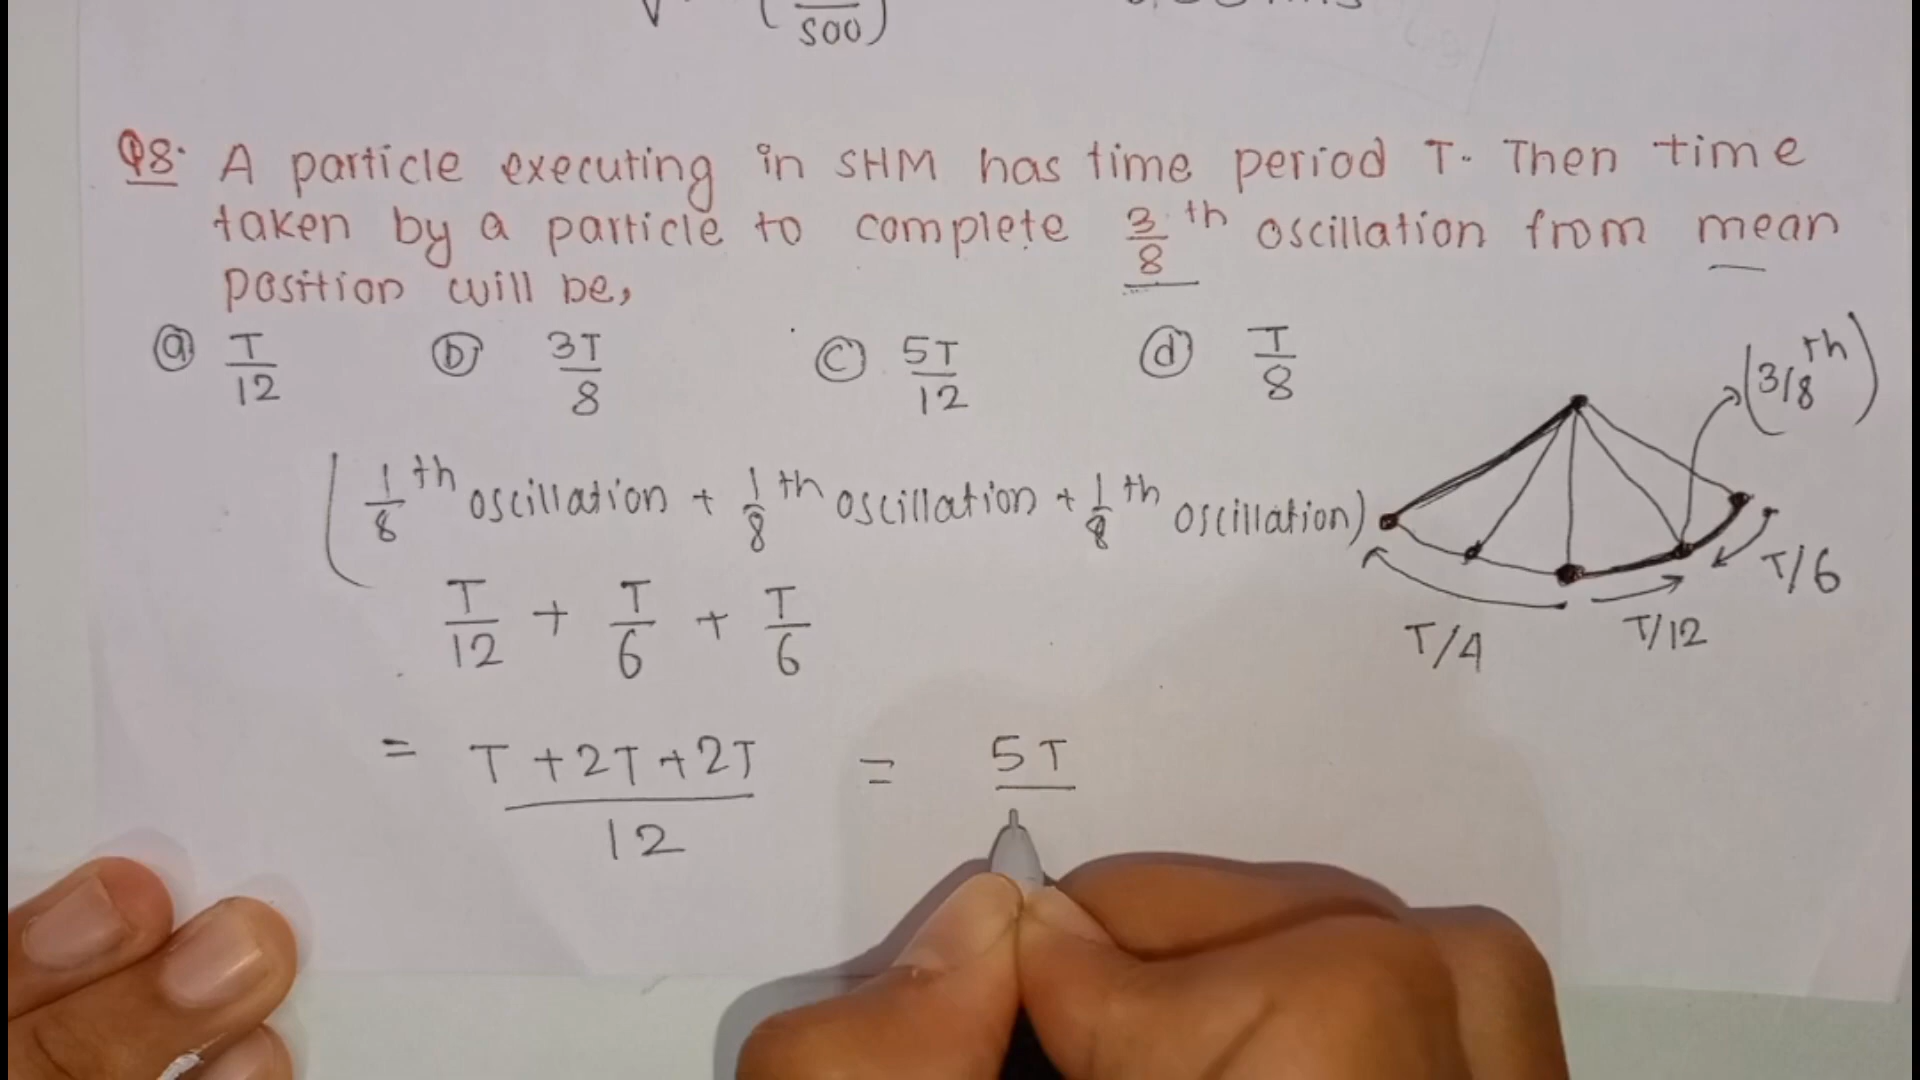 √ (‾500)
Q8. A particle executing in SHM has time period T. Then time
taken by a particle to complete 3/8 th oscillation from mean
position will be,
ⓐ T/12 ⓑ 3T/8 ⓒ 5T/12 ⓓ T/8
(3/8 th)
(1/8 th oscillation + 1/8 th oscillation + 1/8 th oscillation)
T/12 + T/6 + T/6
T/4 T/12 T/6
= T + 2T + 2T / 12 = 5T